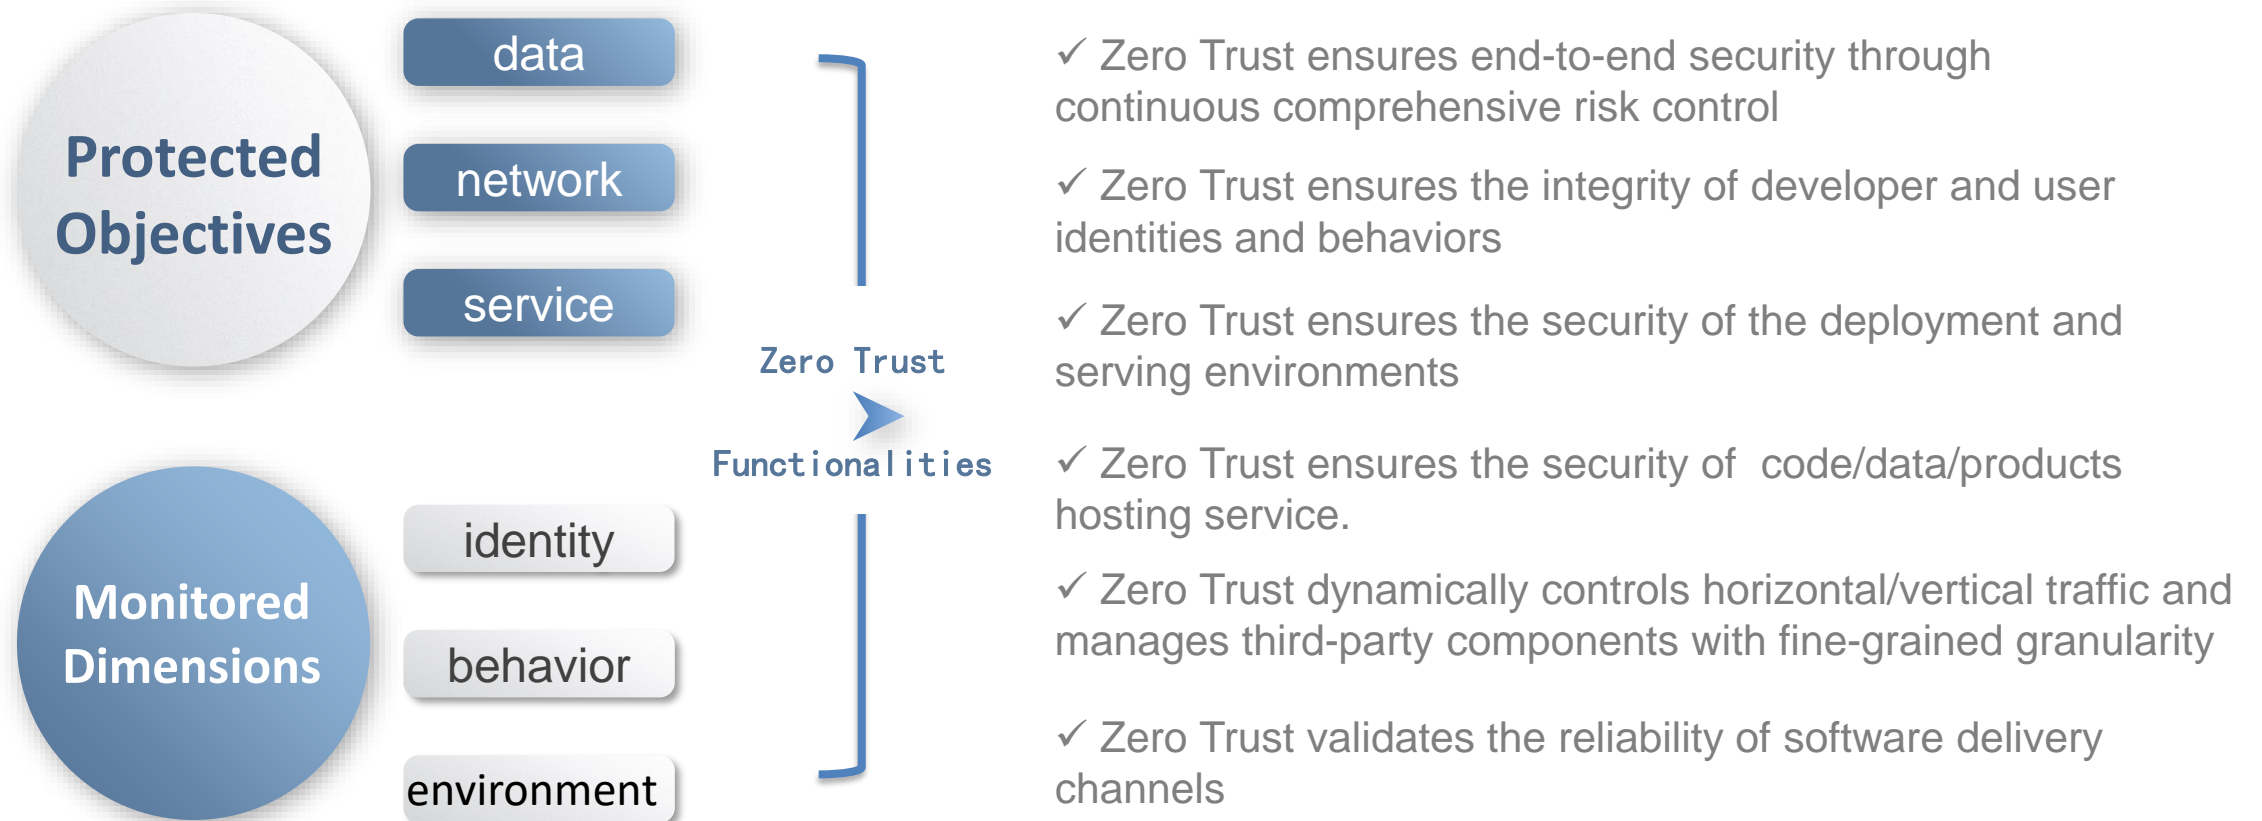 Protected
Objectives
data
network
service
Monitored
Dimensions
identity
behavior
environment
Zero Trust
Functionalities
✓ Zero Trust ensures end-to-end security through
continuous comprehensive risk control
✓ Zero Trust ensures the integrity of developer and user
identities and behaviors
✓ Zero Trust ensures the security of the deployment and
serving environments
✓ Zero Trust ensures the security of  code/data/products
hosting service.
✓ Zero Trust dynamically controls horizontal/vertical traffic and
manages third-party components with fine-grained granularity
✓ Zero Trust validates the reliability of software delivery
channels